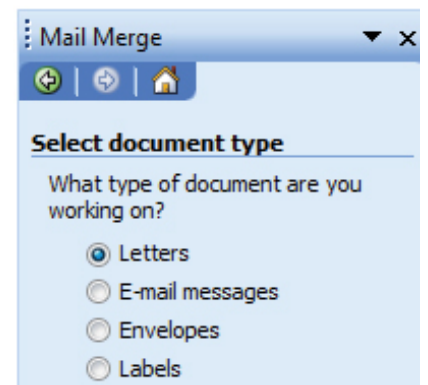 Mail Merge
Select document type
What type of document are you
working on?
Letters
E-mail messages
Envelopes
Labels